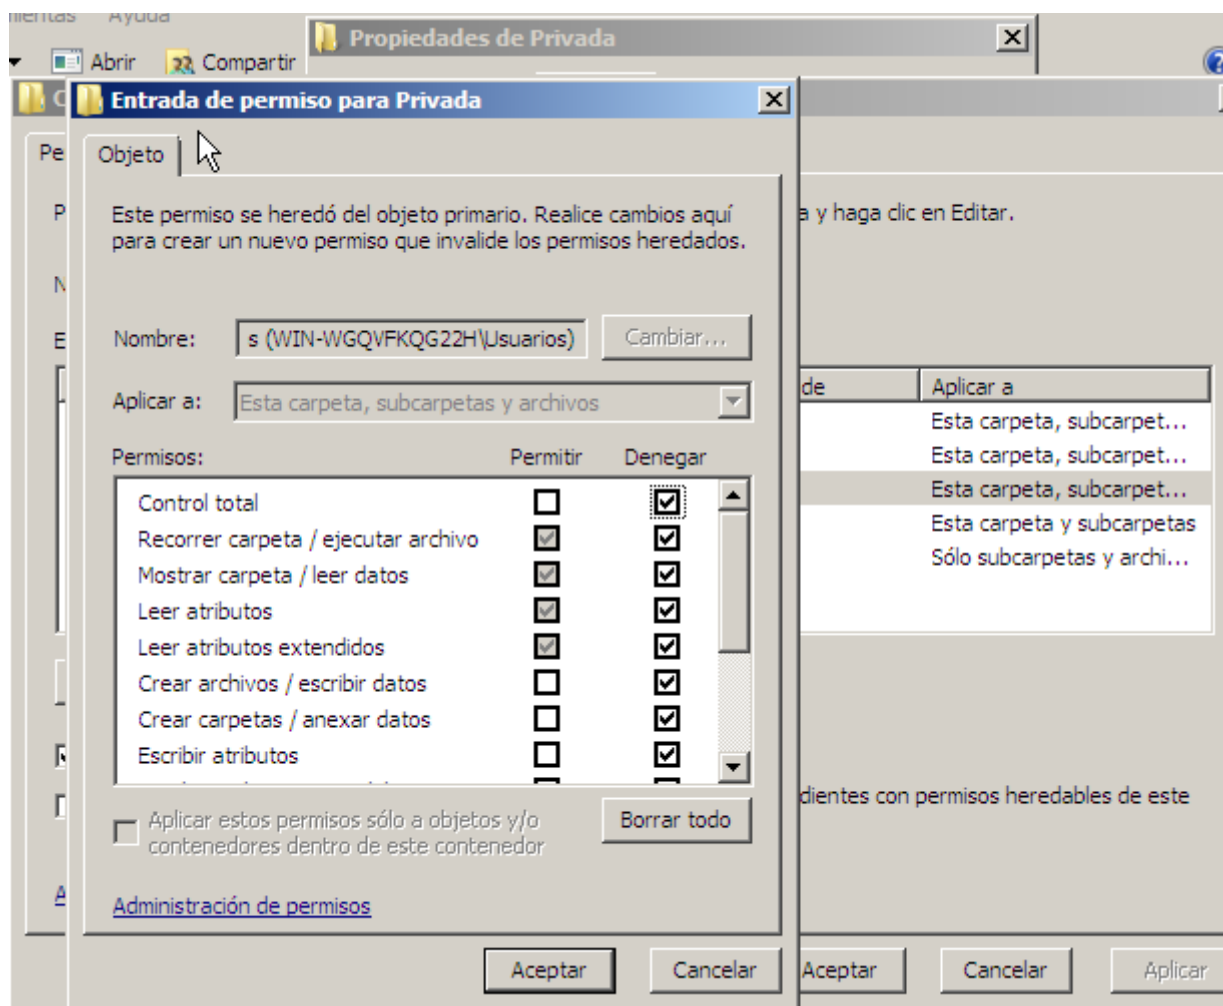 Ayuda
Abrir
Compartir
Propiedades de Privada
Entrada de permiso para Privada
Objeto
Este permiso se heredó del objeto primario. Realice cambios aquí
para crear un nuevo permiso que invalide los permisos heredados.
a y haga clic en Editar.
Nombre:
s (WIN-WGQVFKQG22H\Usuarios)
Cambiar...
Aplicar a:
Esta carpeta, subcarpetas y archivos
Permisos:
Permitir
Denegar
Control total
Recorrer carpeta / ejecutar archivo
Mostrar carpeta / leer datos
Leer atributos
Leer atributos extendidos
Crear archivos / escribir datos
Crear carpetas / anexar datos
Escribir atributos
Aplicar estos permisos sólo a objetos y/o
contenedores dentro de este contenedor
Borrar todo
Administración de permisos
Aceptar
Cancelar
de
Aplicar a
Esta carpeta, subcarpet...
Esta carpeta, subcarpet...
Esta carpeta, subcarpet...
Esta carpeta y subcarpetas
Sólo subcarpetas y archi...
dientes con permisos heredables de este
Aceptar
Cancelar
Aplicar